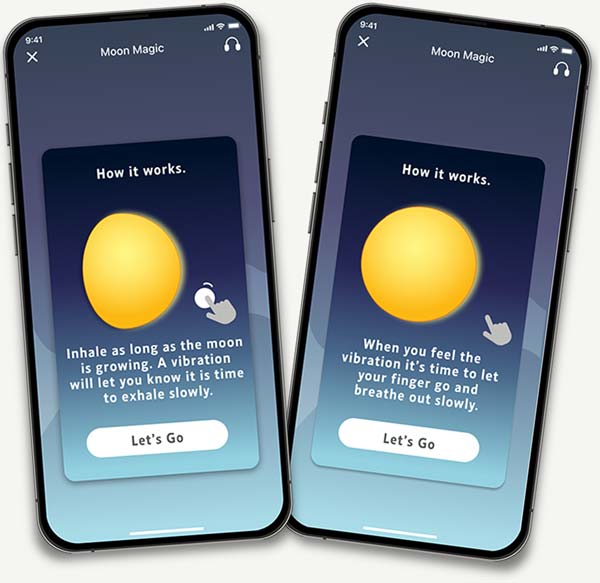 9:41
Moon Magic
How it works.
Inhale as long as the moon
is growing. A vibration
will let you know it is time
to exhale slowly.
Let's Go
9:41
Moon Magic
How it works.
When you feel the
vibration it's time to let
your finger go and
breathe out slowly.
Let's Go